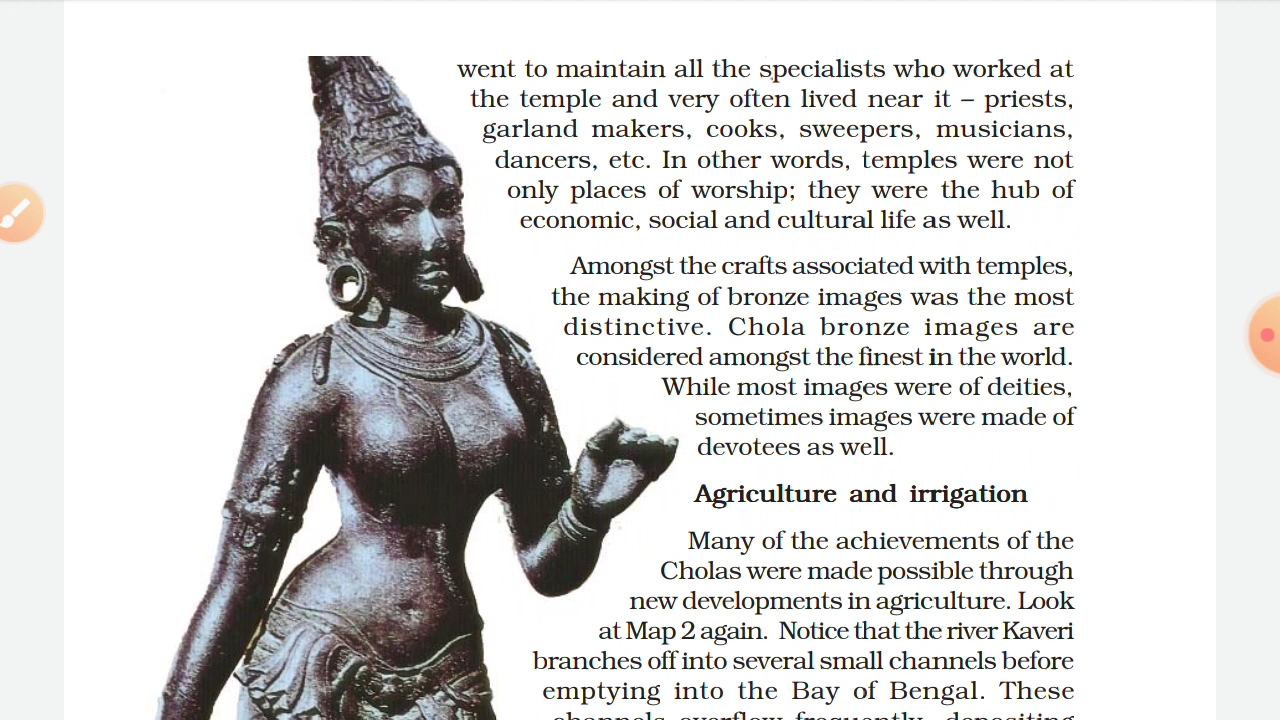 went to maintain all the specialists who worked at
the temple and very often lived near it – priests,
garland makers, cooks, sweepers, musicians,
dancers, etc. In other words, temples were not
only places of worship; they were the hub of
economic, social and cultural life as well.
Amongst the crafts associated with temples,
the making of bronze images was the most
distinctive. Chola bronze images are
considered amongst the finest in the world.
While most images were of deities,
sometimes images were made of
devotees as well.
Agriculture and irrigation
Many of the achievements of the
Cholas were made possible through
new developments in agriculture. Look
at Map 2 again. Notice that the river Kaveri
branches off into several small channels before
emptying into the Bay of Bengal. These
channels overflow frequently, depositing